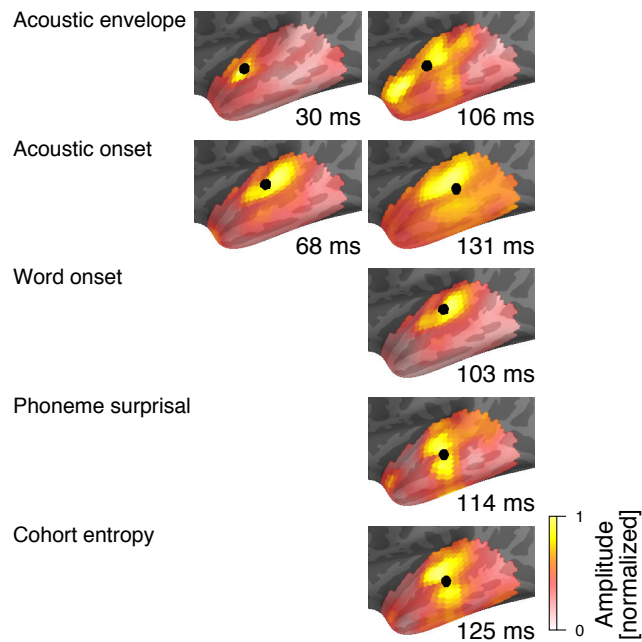 Acoustic envelope
30 ms
106 ms
Acoustic onset
68 ms
131 ms
Word onset
103 ms
Phoneme surprisal
114 ms
Cohort entropy
125 ms
1
0
Amplitude
[normalized]